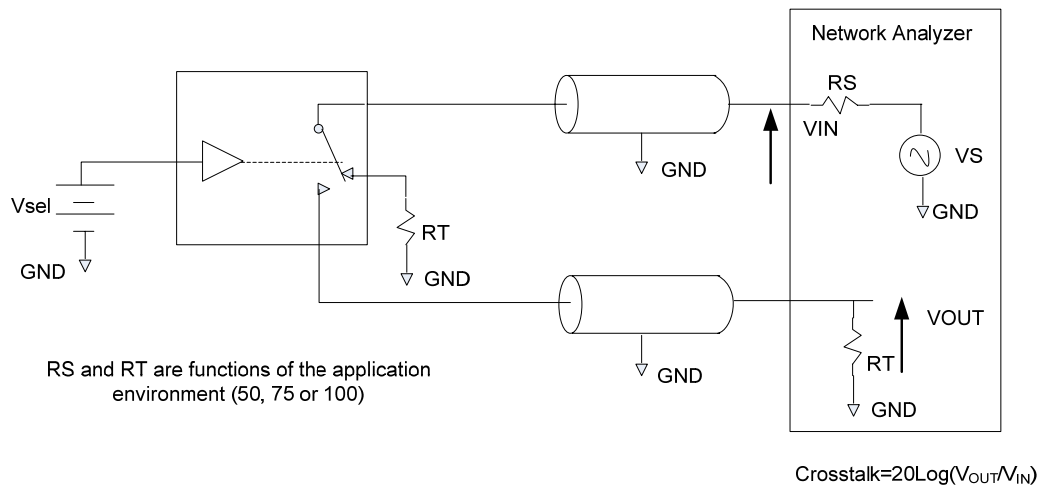 Network Analyzer
RS
VIN
VS
GND
GND
Vsel
GND
RT
GND
VOUT
RT
GND
GND
RS and RT are functions of the application
environment (50, 75 or 100)
Crosstalk=20Log(VOUT/VIN)